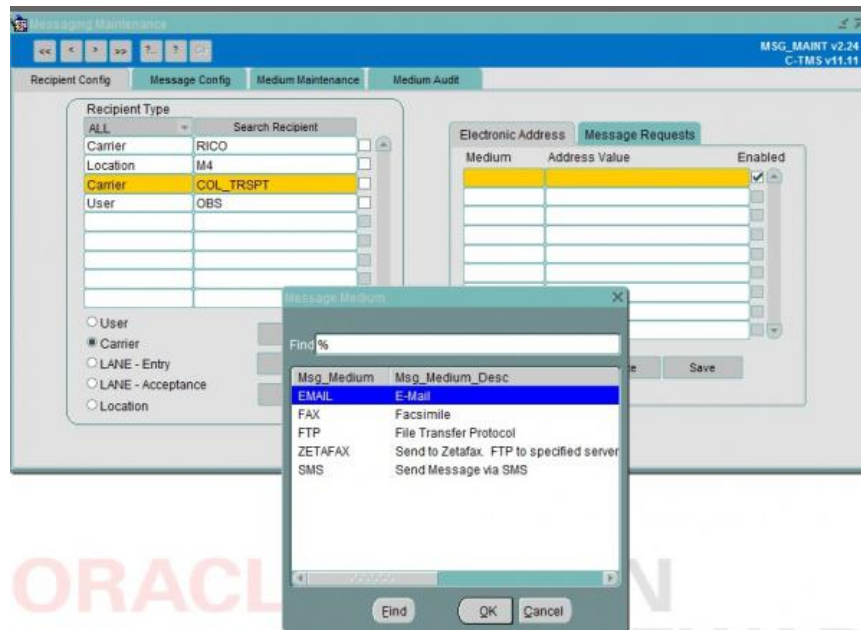 Messaging Maintenance
<< < > >> ?.. ?
MSG_MAINT v2.24
C-TMS v11.11
Recipient Config Message Config Medium Maintenance Medium Audit
Recipient Type
ALL Search Recipient
Carrier RICO
Location M4
Carrier COL_TRSPT
User OBS
User
Carrier
LANE - Entry
LANE - Acceptance
Location
Electronic Address Message Requests
Medium Address Value Enabled
Save
Message Medium
Find %
Msg_Medium Msg_Medium_Desc
EMAIL E-Mail
FAX Facsimile
FTP File Transfer Protocol
ZETAFAX Send to Zetafax. FTP to specified server
SMS Send Message via SMS
Find OK Cancel